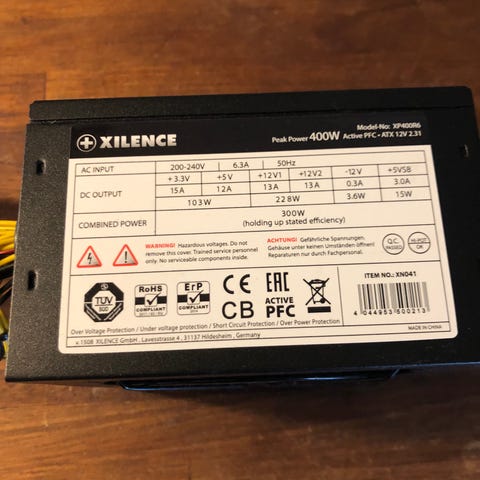 XILENCE
Model-No: XP400R6
Peak Power 400W Active PFC • ATX 12V 2.31
AC INPUT 200-240V 6.3A 50Hz
DC OUTPUT +3.3V +5V +12V1 +12V2 -12V +5VSB
15A 12A 13A 13A 0.3A 3.0A
103W 228W 3.6W 15W
COMBINED POWER 300W
(holding up stated efficiency)
WARNING! Hazardous voltages. Do not
remove this cover. Trained service personnel
only. No serviceable components inside.
ACHTUNG! Gefährliche Spannungen.
Gehäuse unter keinen Umständen öffnen!
Reparaturen nur durch Fachpersonal.
Q.C. PASSED
HI-POT OK
TÜV
SÜD
RoHS
COMPLIANT
ErP
COMPLIANT
CE
CB
EAC
ACTIVE
PFC
ITEM NO.: XN041
4 044953 500213
Over Voltage Protection / Under voltage protection / Short Circuit Protection / Over Power Protection
MADE IN CHINA
v.1508 XILENCE GmbH, Lavesstrasse 4, 31137 Hildesheim, Germany